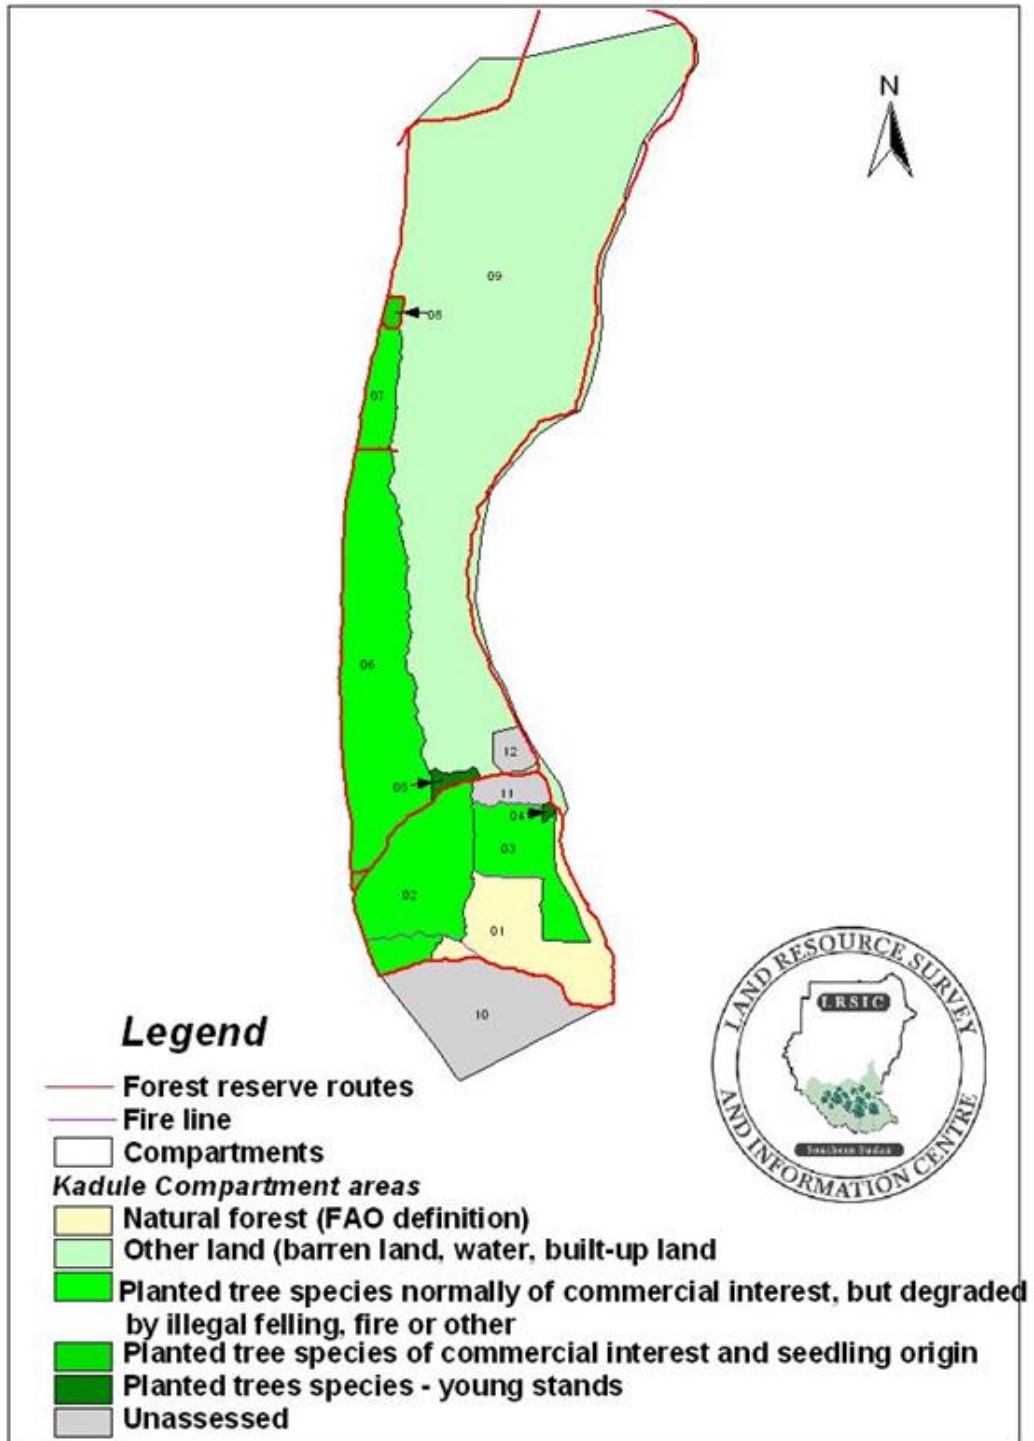 N
09
08
07
06
12
05
11
04
03
02
01
10
Legend
Forest reserve routes
Fire line
Compartments
Kadule Compartment areas
Natural forest (FAO definition)
Other land (barren land, water, built-up land
Planted tree species normally of commercial interest, but degraded
by illegal felling, fire or other
Planted tree species of commercial interest and seedling origin
Planted trees species - young stands
Unassessed
LAND RESOURCE SURVEY
AND INFORMATION CENTRE
LRSIC
Southern Sudan